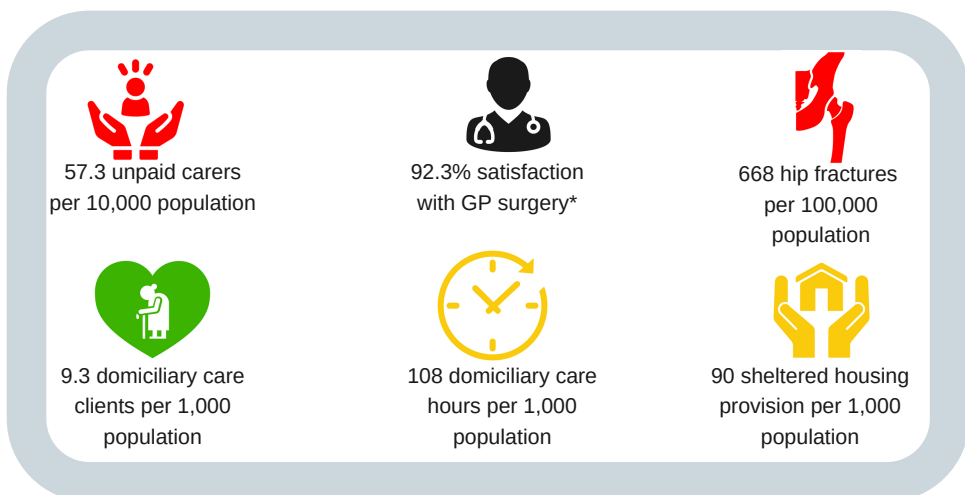 57.3 unpaid carers
per 10,000 population
92.3% satisfaction
with GP surgery*
668 hip fractures
per 100,000
population
9.3 domiciliary care
clients per 1,000
population
108 domiciliary care
hours per 1,000
population
90 sheltered housing
provision per 1,000
population